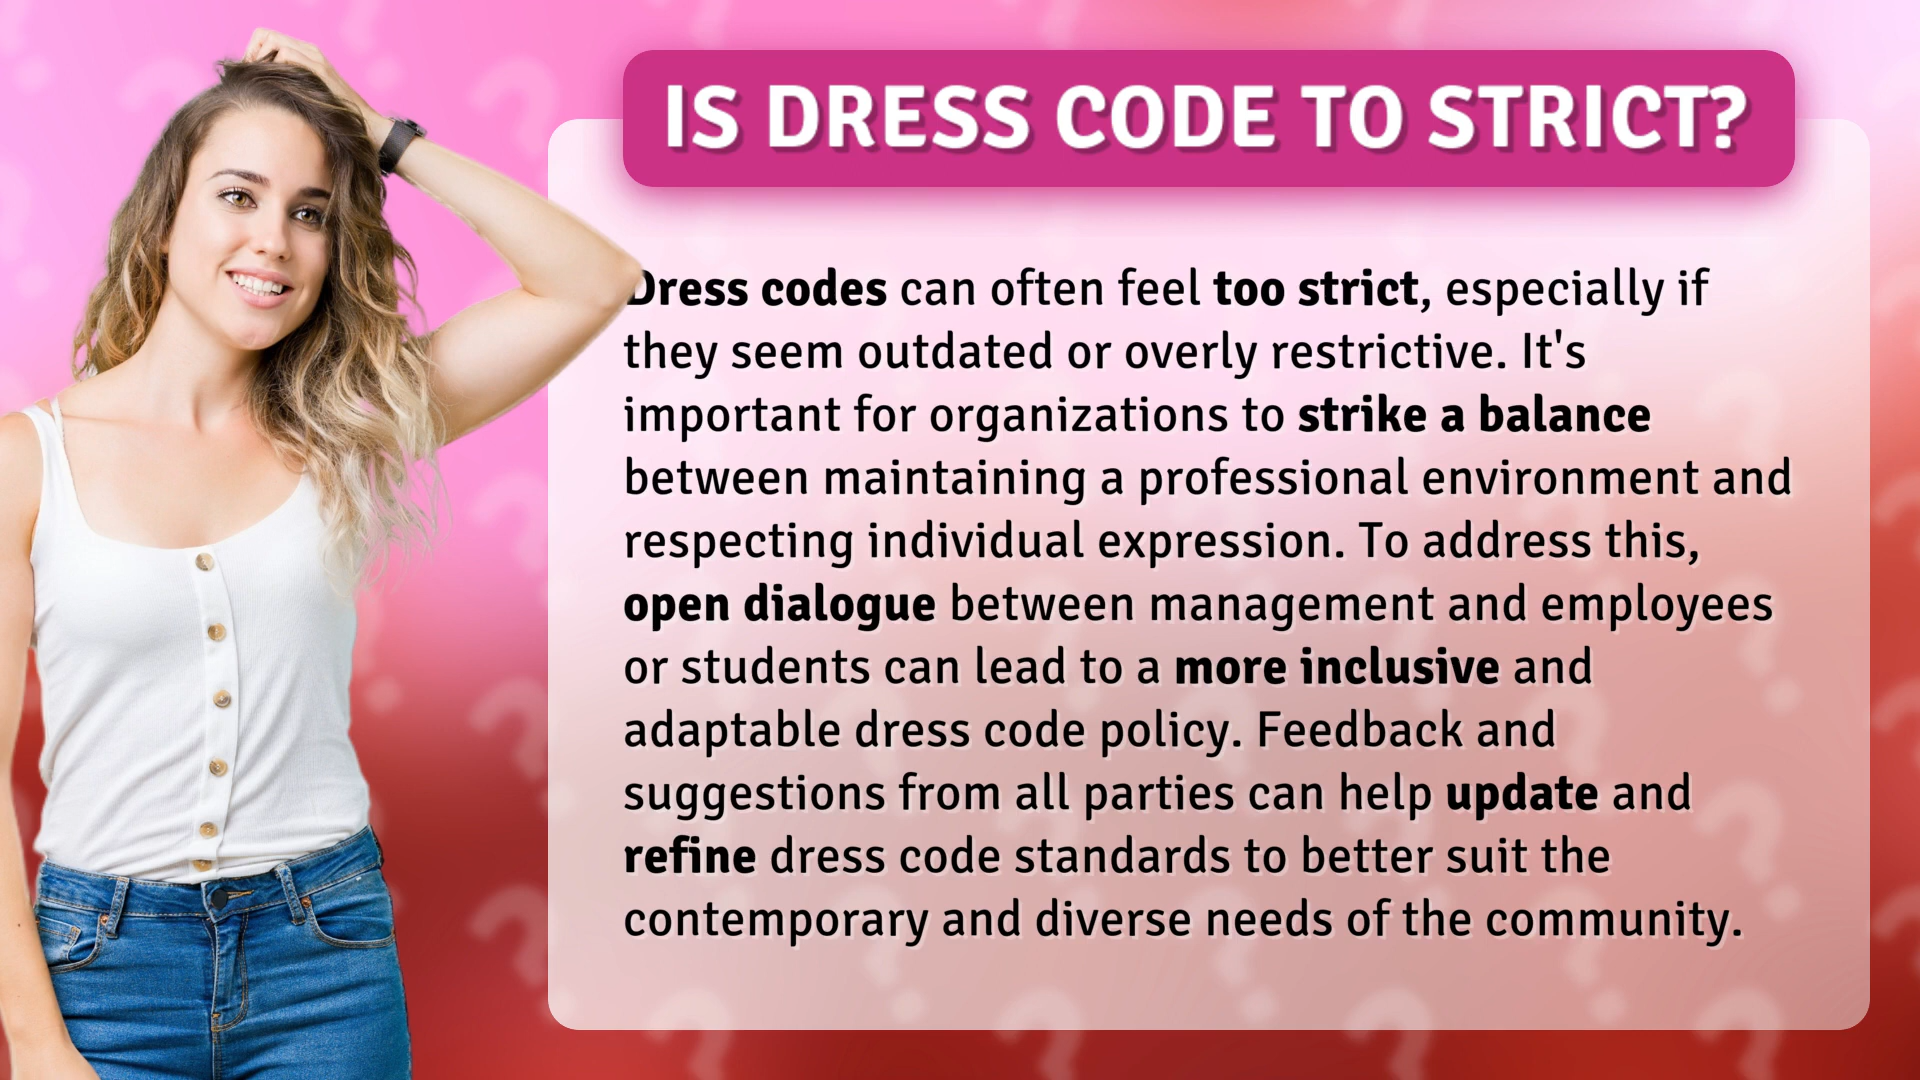 IS DRESS CODE TO STRICT?
Dress codes can often feel too strict, especially if
they seem outdated or overly restrictive. It's
important for organizations to strike a balance
between maintaining a professional environment and
respecting individual expression. To address this,
open dialogue between management and employees
or students can lead to a more inclusive and
adaptable dress code policy. Feedback and
suggestions from all parties can help update and
refine dress code standards to better suit the
contemporary and diverse needs of the community.